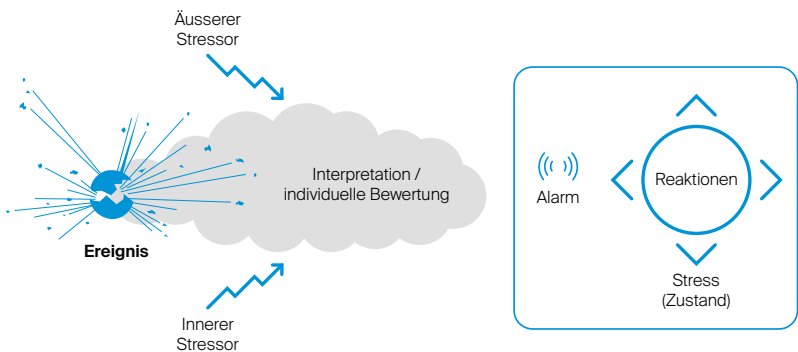 Äusserer
Stressor
Interpretation /
individuelle Bewertung
Ereignis
Innerer
Stressor
Alarm
Reaktionen
Stress
(Zustand)